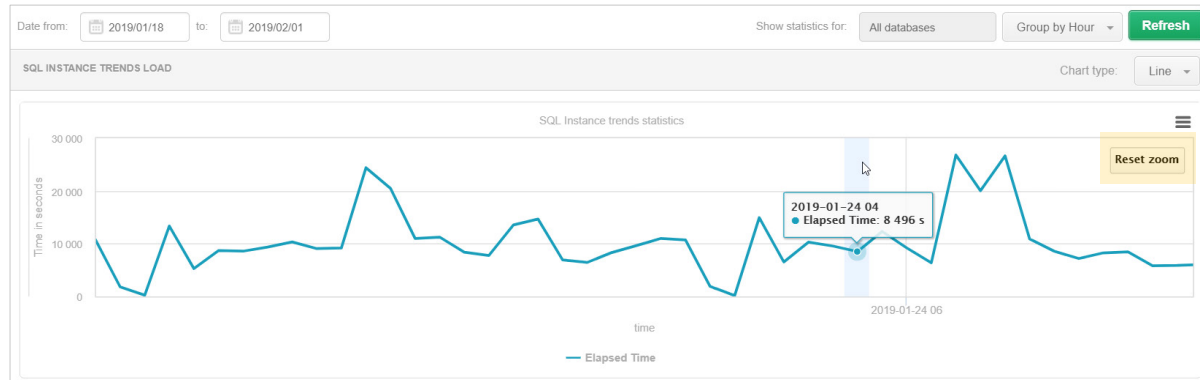 Date from: 2019/01/18 to: 2019/02/01 Show statistics for: All databases Group by Hour Refresh
SQL INSTANCE TRENDS LOAD Chart type: Line
SQL Instance trends statistics
Reset zoom
Time in seconds
30 000
20 000
10 000
0
2019-01-24 04
Elapsed Time: 8 496 s
2019-01-24 06
time
Elapsed Time